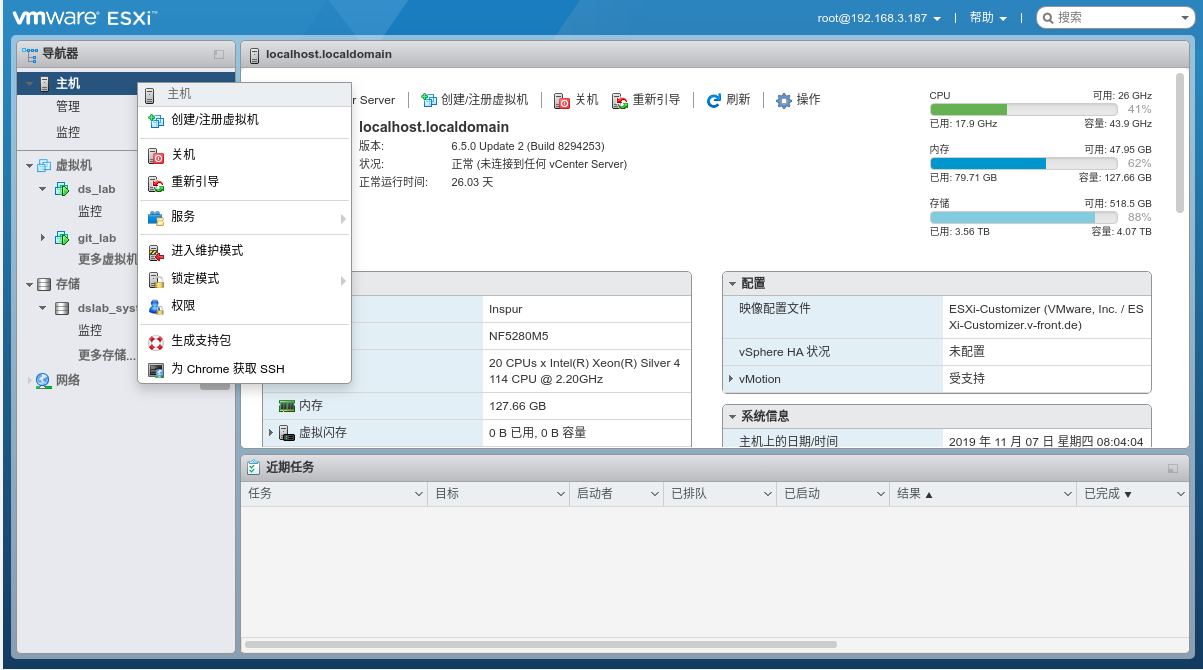 vmware ESXi™
root@192.168.3.187
帮助
搜索
导航器
主机
管理
监控
虚拟机
ds_lab
监控
git_lab
更多虚拟机
存储
dslab_syst
监控
更多存储...
网络
主机
创建/注册虚拟机
关机
重新引导
服务
进入维护模式
锁定模式
权限
生成支持包
为 Chrome 获取 SSH
localhost.localdomain
r Server
创建/注册虚拟机
关机
重新引导
刷新
操作
localhost.localdomain
版本: 6.5.0 Update 2 (Build 8294253)
状况: 正常 (未连接到任何 vCenter Server)
正常运行时间: 26.03 天
CPU 可用: 26 GHz
41%
已用: 17.9 GHz 容量: 43.9 GHz
内存 可用: 47.95 GB
62%
已用: 79.71 GB 容量: 127.66 GB
存储 可用: 518.5 GB
88%
已用: 3.56 TB 容量: 4.07 TB
Inspur
NF5280M5
20 CPUs x Intel(R) Xeon(R) Silver 4
114 CPU @ 2.20GHz
内存 127.66 GB
虚拟闪存 0 B 已用, 0 B 容量
配置
映像配置文件 ESXi-Customizer (VMware, Inc. / ES
Xi-Customizer.v-front.de)
vSphere HA 状况 未配置
vMotion 受支持
系统信息
主机上的日期/时间 2019 年 11 月 07 日 星期四 08:04:04
近期任务
任务 目标 启动者 已排队 已启动 结果 ▲ 已完成 ▼